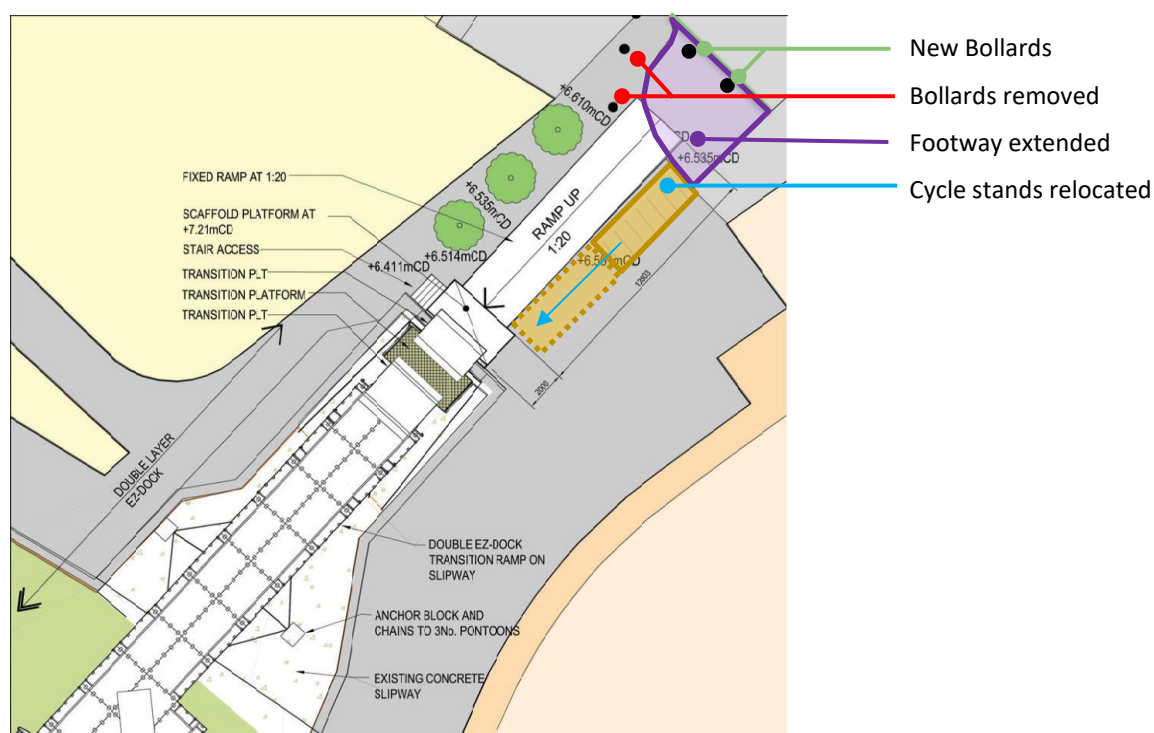 New Bollards
Bollards removed
Footway extended
Cycle stands relocated
+6.610mCD
+6.535mCD
FIXED RAMP AT 1:20
SCAFFOLD PLATFORM AT
+7.21mCD
STAIR ACCESS
TRANSITION PLT
TRANSITION PLATFORM
TRANSITION PLT
+6.535mCD
+6.514mCD
+6.411mCD
RAMP UP
1:20
12603
2000
DOUBLE LAYER
EZ-DOCK
DOUBLE EZ-DOCK
TRANSITION RAMP ON
SLIPWAY
ANCHOR BLOCK AND
CHAINS TO 3No. PONTOONS
EXISTING CONCRETE
SLIPWAY